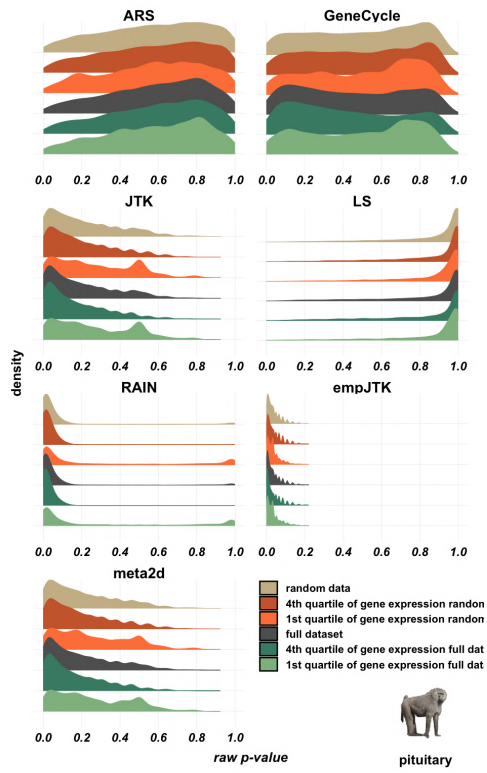 ARS GeneCycle
0.0 0.2 0.4 0.6 0.8 1.0 0.0 0.2 0.4 0.6 0.8 1.0
JTK LS
0.0 0.2 0.4 0.6 0.8 1.0 0.0 0.2 0.4 0.6 0.8 1.0
density
RAIN empJTK
0.0 0.2 0.4 0.6 0.8 1.0 0.0 0.2 0.4 0.6 0.8 1.0
meta2d
0.0 0.2 0.4 0.6 0.8 1.0
raw p-value
random data
4th quartile of gene expression random
1st quartile of gene expression random
full dataset
4th quartile of gene expression full dat
1st quartile of gene expression full dat
pituitary